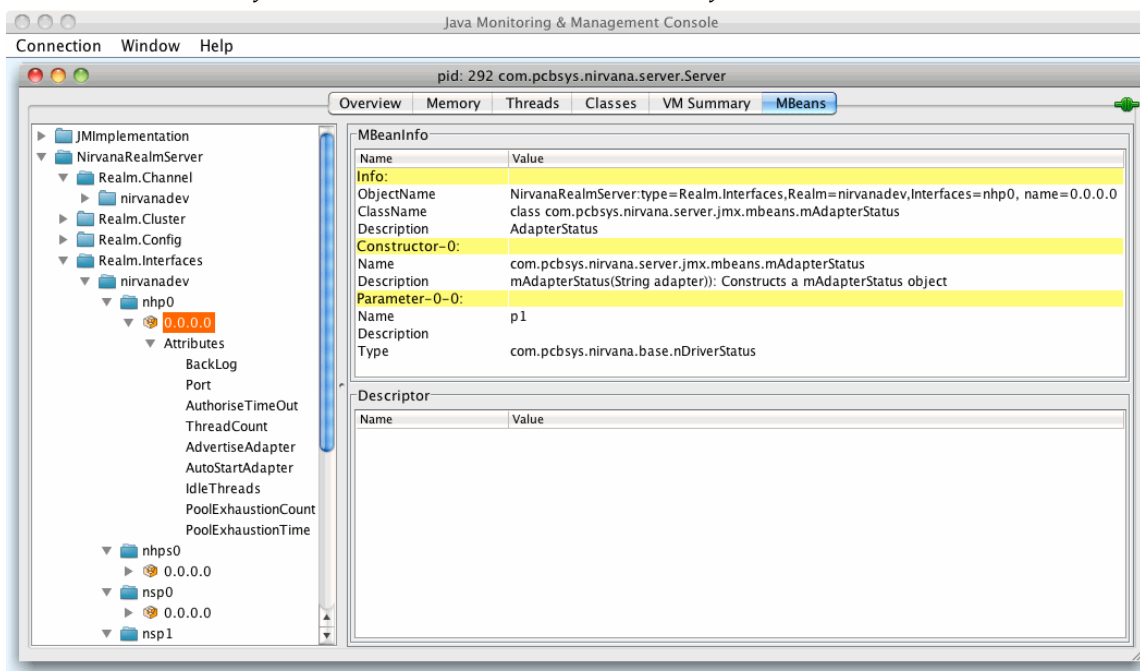 Java Monitoring & Management Console
Connection Window Help
pid: 292 com.pcbsys.nirvana.server.Server
Overview Memory Threads Classes VM Summary MBeans
JMImplementation
NirvanaRealmServer
Realm.Channel
nirvanadev
Realm.Cluster
Realm.Config
Realm.Interfaces
nirvanadev
nhp0
0.0.0.0
Attributes
BackLog
Port
AuthoriseTimeOut
ThreadCount
AdvertiseAdapter
AutoStartAdapter
IdleThreads
PoolExhaustionCount
PoolExhaustionTime
nhps0
0.0.0.0
nsp0
0.0.0.0
nsp1
MBeanInfo
Name Value
Info:
ObjectName NirvanaRealmServer:type=Realm.Interfaces,Realm=nirvanadev,Interfaces=nhp0, name=0.0.0.0
ClassName class com.pcbsys.nirvana.server.jmx.mbeans.mAdapterStatus
Description AdapterStatus
Constructor-0:
Name com.pcbsys.nirvana.server.jmx.mbeans.mAdapterStatus
Description mAdapterStatus(String adapter)): Constructs a mAdapterStatus object
Parameter-0-0:
Name p1
Description
Type com.pcbsys.nirvana.base.nDriverStatus
Descriptor
Name Value